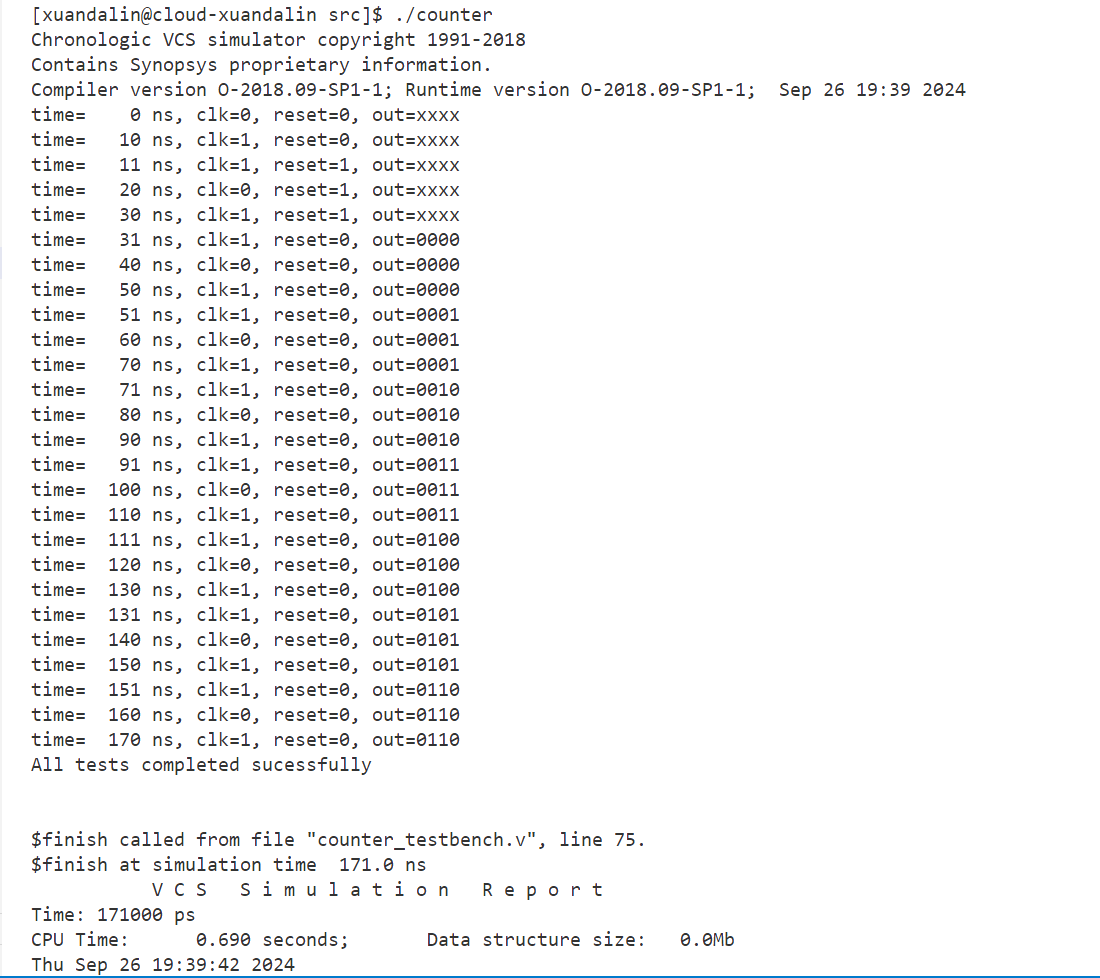 [xuandalin@cloud-xuandalin src]$ ./counter
Chronologic VCS simulator copyright 1991-2018
Contains Synopsys proprietary information.
Compiler version O-2018.09-SP1-1; Runtime version O-2018.09-SP1-1;  Sep 26 19:39 2024
time=    0 ns, clk=0, reset=0, out=xxxx
time=   10 ns, clk=1, reset=0, out=xxxx
time=   11 ns, clk=1, reset=1, out=xxxx
time=   20 ns, clk=0, reset=1, out=xxxx
time=   30 ns, clk=1, reset=1, out=xxxx
time=   31 ns, clk=1, reset=0, out=0000
time=   40 ns, clk=0, reset=0, out=0000
time=   50 ns, clk=1, reset=0, out=0000
time=   51 ns, clk=1, reset=0, out=0001
time=   60 ns, clk=0, reset=0, out=0001
time=   70 ns, clk=1, reset=0, out=0001
time=   71 ns, clk=1, reset=0, out=0010
time=   80 ns, clk=0, reset=0, out=0010
time=   90 ns, clk=1, reset=0, out=0010
time=   91 ns, clk=1, reset=0, out=0011
time=  100 ns, clk=0, reset=0, out=0011
time=  110 ns, clk=1, reset=0, out=0011
time=  111 ns, clk=1, reset=0, out=0100
time=  120 ns, clk=0, reset=0, out=0100
time=  130 ns, clk=1, reset=0, out=0100
time=  131 ns, clk=1, reset=0, out=0101
time=  140 ns, clk=0, reset=0, out=0101
time=  150 ns, clk=1, reset=0, out=0101
time=  151 ns, clk=1, reset=0, out=0110
time=  160 ns, clk=0, reset=0, out=0110
time=  170 ns, clk=1, reset=0, out=0110
All tests completed sucessfully
$finish called from file "counter_testbench.v", line 75.
$finish at simulation time  171.0 ns
V C S   S i m u l a t i o n   R e p o r t
Time: 171000 ps
CPU Time:      0.690 seconds;       Data structure size:   0.0Mb
Thu Sep 26 19:39:42 2024